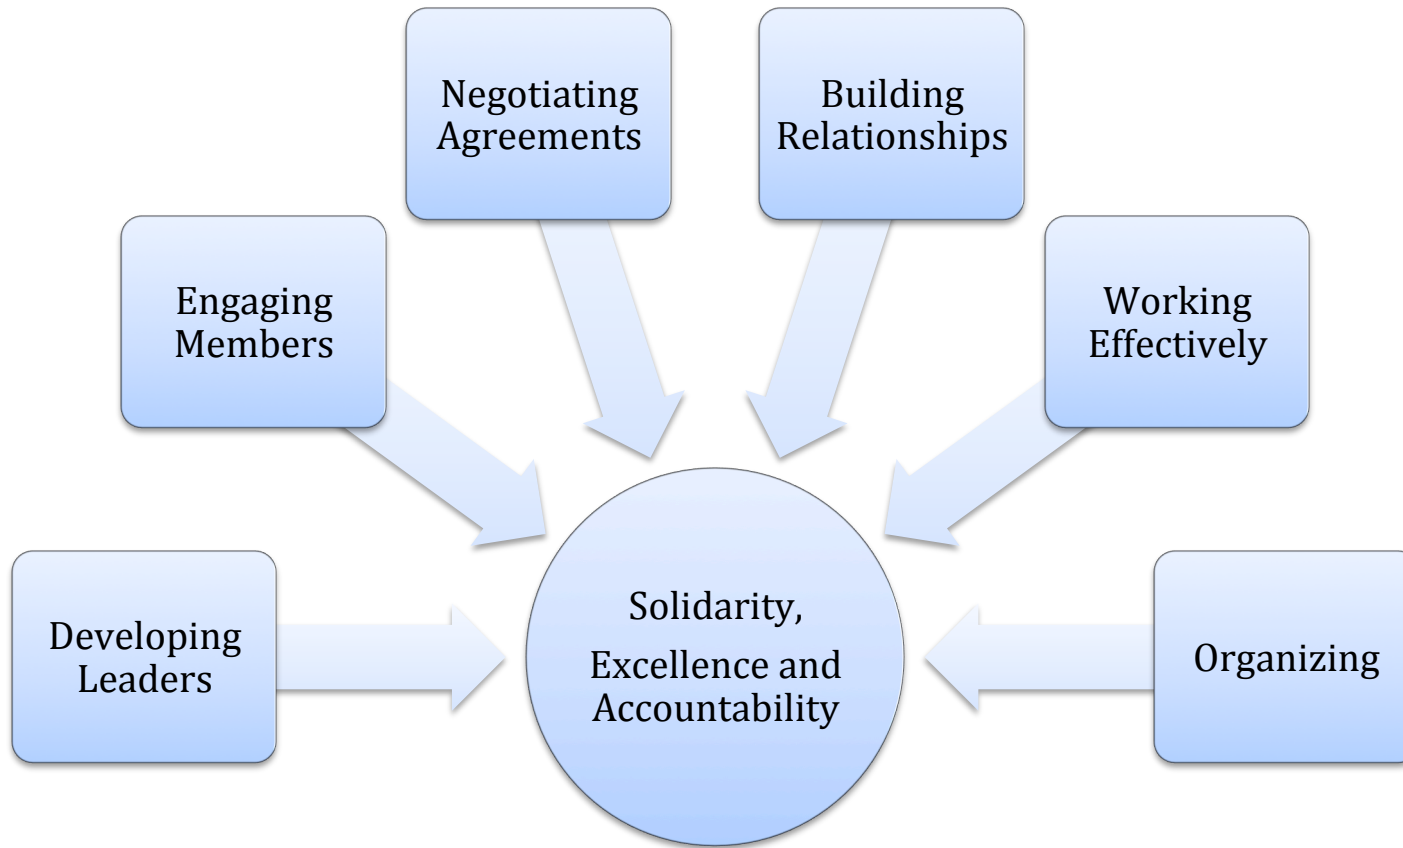 Negotiating
Agreements
Building
Relationships
Engaging
Members
Working
Effectively
Developing
Leaders
Solidarity,
Excellence and
Accountability
Organizing